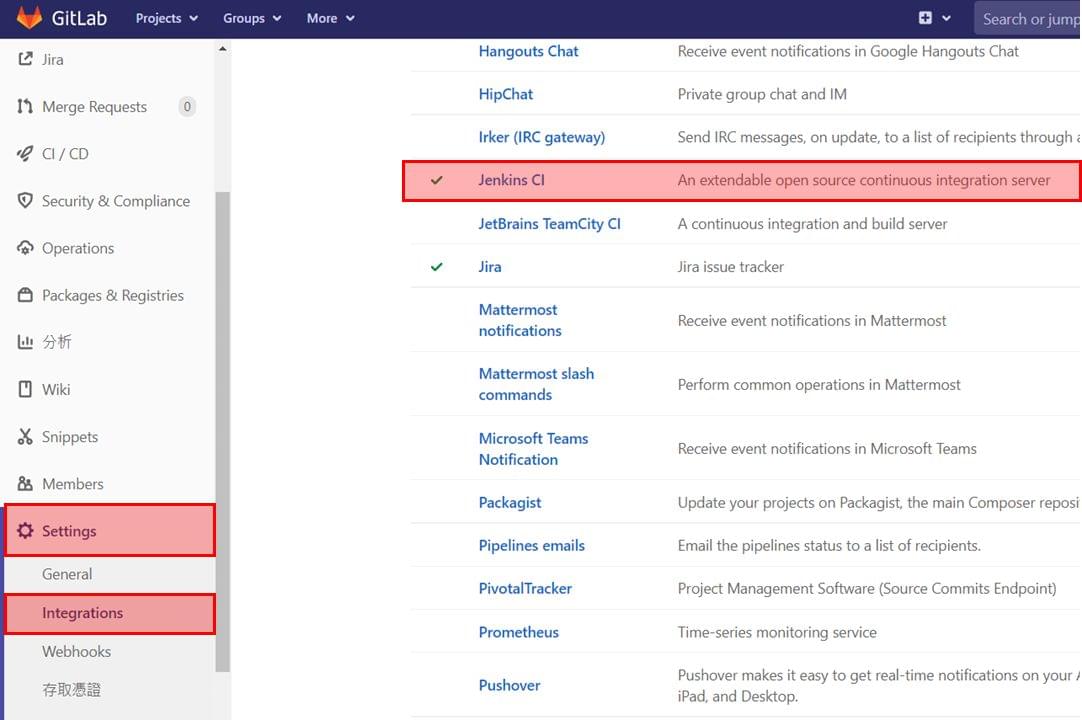 GitLab
Projects
Groups
More
Search or jump
Jira
Merge Requests
0
CI / CD
Security & Compliance
Operations
Packages & Registries
分析
Wiki
Snippets
Members
Settings
General
Integrations
Webhooks
存取憑證
Hangouts Chat
Receive event notifications in Google Hangouts Chat
HipChat
Private group chat and IM
Irker (IRC gateway)
Send IRC messages, on update, to a list of recipients through a
Jenkins CI
An extendable open source continuous integration server
JetBrains TeamCity CI
A continuous integration and build server
Jira
Jira issue tracker
Mattermost
notifications
Receive event notifications in Mattermost
Mattermost slash
commands
Perform common operations in Mattermost
Microsoft Teams
Notification
Receive event notifications in Microsoft Teams
Packagist
Update your projects on Packagist, the main Composer reposi
Pipelines emails
Email the pipelines status to a list of recipients.
PivotalTracker
Project Management Software (Source Commits Endpoint)
Prometheus
Time-series monitoring service
Pushover
Pushover makes it easy to get real-time notifications on your A
iPad, and Desktop.